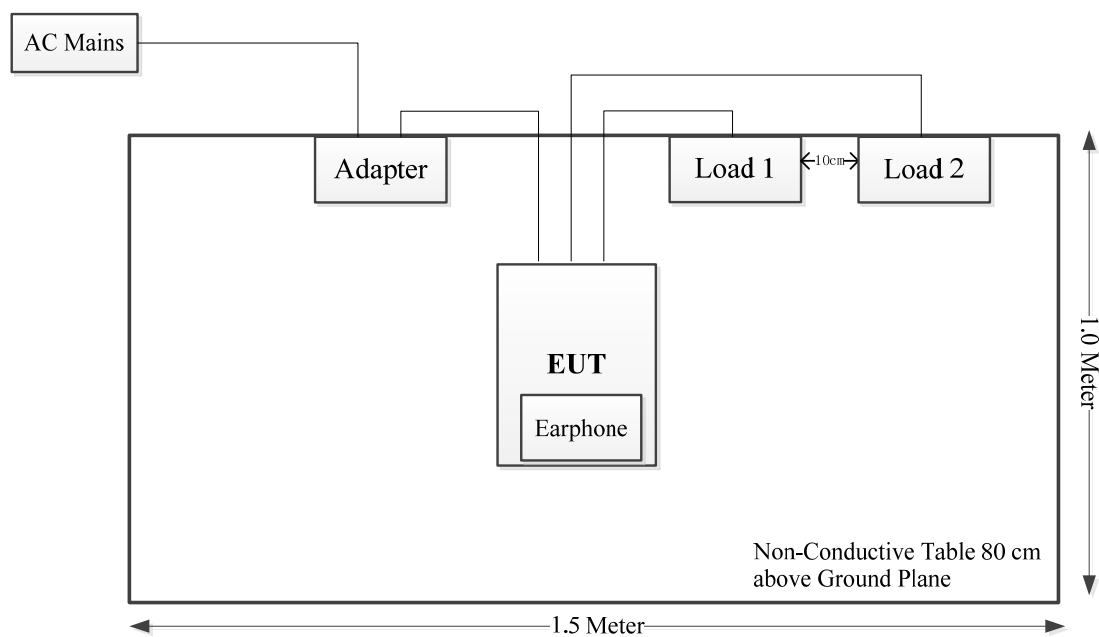 AC Mains
Adapter
Load 1
10cm
Load 2
EUT
Earphone
1.0 Meter
Non-Conductive Table 80 cm
above Ground Plane
1.5 Meter